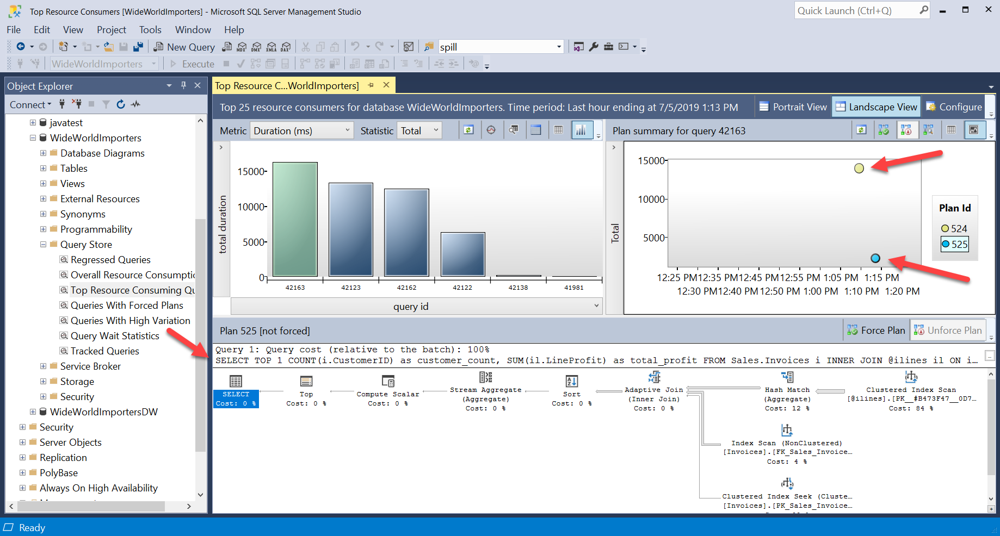 Top Resource Consumers [WideWorldImporters] - Microsoft SQL Server Management Studio
Quick Launch (Ctrl+Q)
File Edit View Project Tools Window Help
New Query MDX DMX XMLA DAX spill
WideWorldImporters Execute
Object Explorer
Connect
javatest
WideWorldImporters
Database Diagrams
Tables
Views
External Resources
Synonyms
Programmability
Query Store
Regressed Queries
Overall Resource Consumptio
Top Resource Consuming Qu
Queries With Forced Plans
Queries With High Variation
Query Wait Statistics
Tracked Queries
Service Broker
Storage
Security
WideWorldImportersDW
Security
Server Objects
Replication
PolyBase
Always On High Availability
Top Resource C...WorldImporters]
Top 25 resource consumers for database WideWorldImporters. Time period: Last hour ending at 7/5/2019 1:13 PM
Portrait View Landscape View Configure
Metric Duration (ms) Statistic Total
total duration
15000
10000
5000
0
42163 42123 42162 42122 42138 41981
query id
Plan summary for query 42163
Total
15000
10000
5000
12:25 PM 12:35 PM 12:45 PM 12:55 PM 1:05 PM 1:15 PM
12:30 PM 12:40 PM 12:50 PM 1:00 PM 1:10 PM 1:20 PM
Plan Id
524
525
Plan 525 [not forced]
Force Plan Unforce Plan
Query 1: Query cost (relative to the batch): 100%
SELECT TOP 1 COUNT(i.CustomerID) as customer_count, SUM(il.LineProfit) as total_profit FROM Sales.Invoices i INNER JOIN @ilines il ON i...
SELECT
Cost: 0 %
Top
Cost: 0 %
Compute Scalar
Cost: 0 %
Stream Aggregate
(Aggregate)
Cost: 0 %
Sort
Cost: 0 %
Adaptive Join
(Inner Join)
Cost: 0 %
Hash Match
(Aggregate)
Cost: 12 %
Clustered Index Scan
[@ilines].[PK__#B473F47__0D7...
Cost: 84 %
Index Scan (NonClustered)
[Invoices].[FK_Sales_Invoice...
Cost: 4 %
Clustered Index Seek (Cluste...
[Invoices].[PK_Sales_Invoice...
Ready